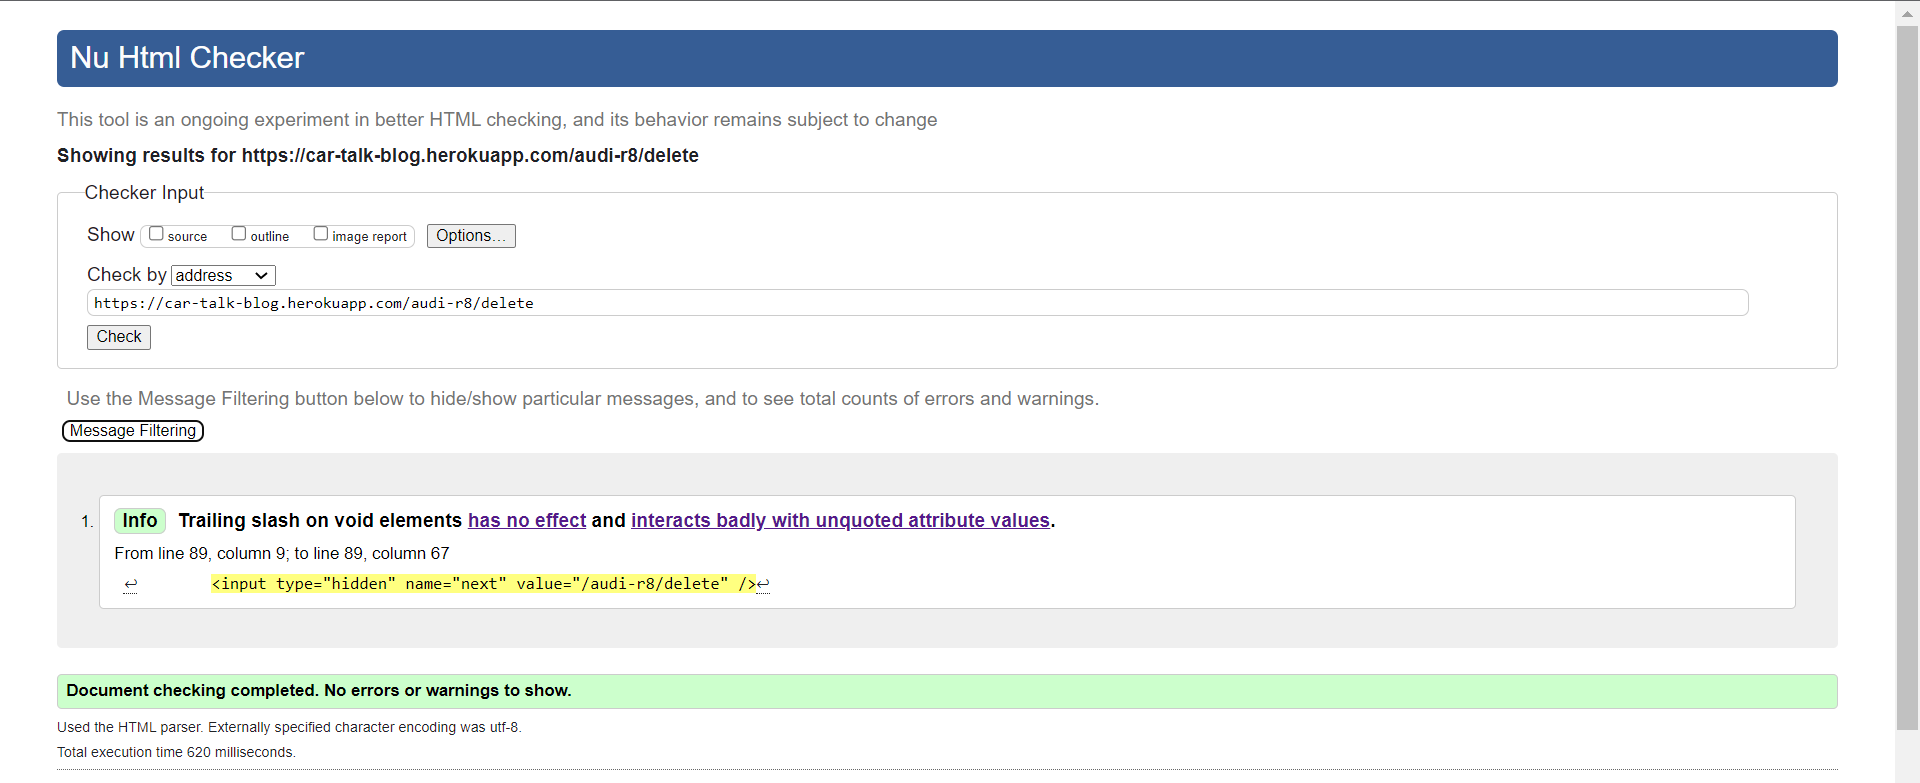 Nu Html Checker
This tool is an ongoing experiment in better HTML checking, and its behavior remains subject to change
Showing results for https://car-talk-blog.herokuapp.com/audi-r8/delete
Checker Input
Show source outline image report Options...
Check by address
https://car-talk-blog.herokuapp.com/audi-r8/delete
Check
Use the Message Filtering button below to hide/show particular messages, and to see total counts of errors and warnings.
Message Filtering
1. Info Trailing slash on void elements has no effect and interacts badly with unquoted attribute values.
From line 89, column 9; to line 89, column 67
↩ <input type="hidden" name="next" value="/audi-r8/delete" />↩
Document checking completed. No errors or warnings to show.
Used the HTML parser. Externally specified character encoding was utf-8.
Total execution time 620 milliseconds.